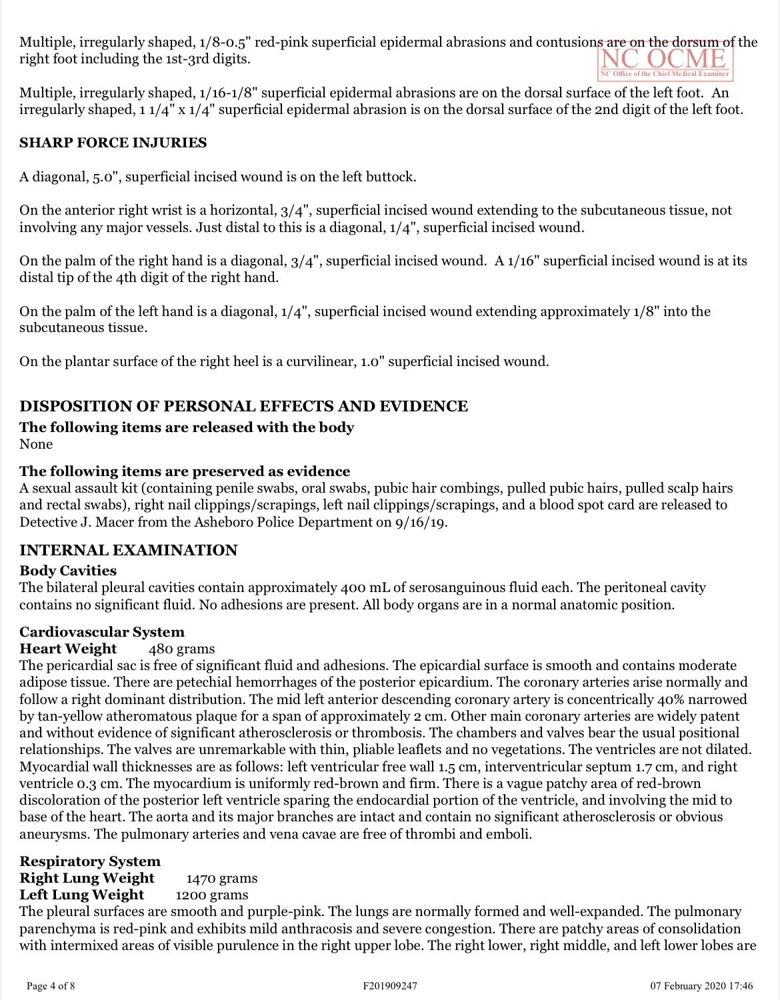 Multiple, irregularly shaped, 1/8-0.5" red-pink superficial epidermal abrasions and contusions are on the dorsum of the
right foot including the 1st-3rd digits.
NC OCME
NC Office of the Chief Medical Examiner
Multiple, irregularly shaped, 1/16-1/8" superficial epidermal abrasions are on the dorsal surface of the left foot.  An
irregularly shaped, 1 1/4" x 1/4" superficial epidermal abrasion is on the dorsal surface of the 2nd digit of the left foot.
SHARP FORCE INJURIES
A diagonal, 5.0", superficial incised wound is on the left buttock.
On the anterior right wrist is a horizontal, 3/4", superficial incised wound extending to the subcutaneous tissue, not
involving any major vessels. Just distal to this is a diagonal, 1/4", superficial incised wound.
On the palm of the right hand is a diagonal, 3/4", superficial incised wound.  A 1/16" superficial incised wound is at its
distal tip of the 4th digit of the right hand.
On the palm of the left hand is a diagonal, 1/4", superficial incised wound extending approximately 1/8" into the
subcutaneous tissue.
On the plantar surface of the right heel is a curvilinear, 1.0" superficial incised wound.
DISPOSITION OF PERSONAL EFFECTS AND EVIDENCE
The following items are released with the body
None
The following items are preserved as evidence
A sexual assault kit (containing penile swabs, oral swabs, pubic hair combings, pulled pubic hairs, pulled scalp hairs
and rectal swabs), right nail clippings/scrapings, left nail clippings/scrapings, and a blood spot card are released to
Detective J. Macer from the Asheboro Police Department on 9/16/19.
INTERNAL EXAMINATION
Body Cavities
The bilateral pleural cavities contain approximately 400 mL of serosanguinous fluid each. The peritoneal cavity
contains no significant fluid. No adhesions are present. All body organs are in a normal anatomic position.
Cardiovascular System
Heart Weight 480 grams
The pericardial sac is free of significant fluid and adhesions. The epicardial surface is smooth and contains moderate
adipose tissue. There are petechial hemorrhages of the posterior epicardium. The coronary arteries arise normally and
follow a right dominant distribution. The mid left anterior descending coronary artery is concentrically 40% narrowed
by tan-yellow atheromatous plaque for a span of approximately 2 cm. Other main coronary arteries are widely patent
and without evidence of significant atherosclerosis or thrombosis. The chambers and valves bear the usual positional
relationships. The valves are unremarkable with thin, pliable leaflets and no vegetations. The ventricles are not dilated.
Myocardial wall thicknesses are as follows: left ventricular free wall 1.5 cm, interventricular septum 1.7 cm, and right
ventricle 0.3 cm. The myocardium is uniformly red-brown and firm. There is a vague patchy area of red-brown
discoloration of the posterior left ventricle sparing the endocardial portion of the ventricle, and involving the mid to
base of the heart. The aorta and its major branches are intact and contain no significant atherosclerosis or obvious
aneurysms. The pulmonary arteries and vena cavae are free of thrombi and emboli.
Respiratory System
Right Lung Weight 1470 grams
Left Lung Weight 1200 grams
The pleural surfaces are smooth and purple-pink. The lungs are normally formed and well-expanded. The pulmonary
parenchyma is red-pink and exhibits mild anthracosis and severe congestion. There are patchy areas of consolidation
with intermixed areas of visible purulence in the right upper lobe. The right lower, right middle, and left lower lobes are
Page 4 of 8 F201909247 07 February 2020 17:46